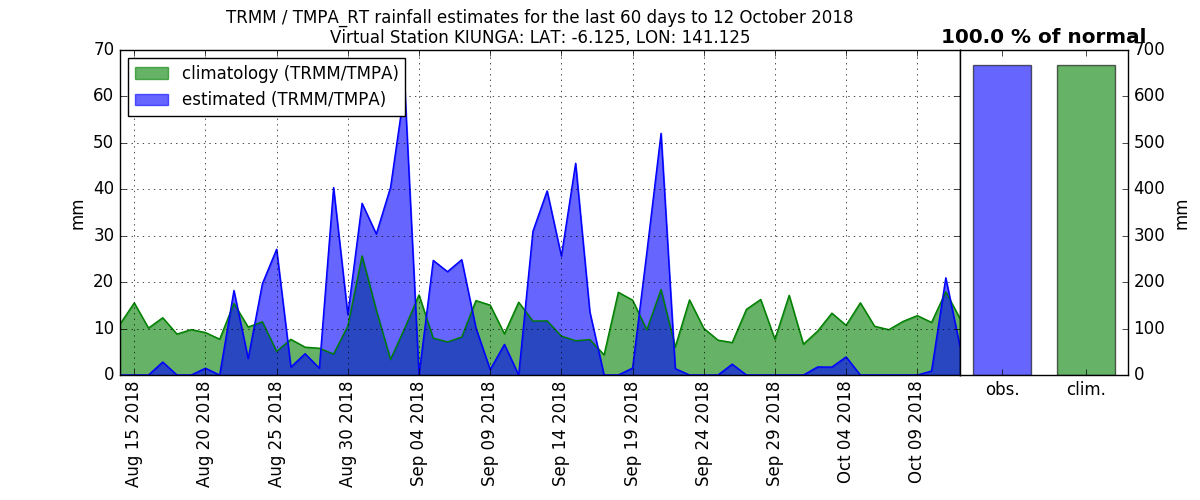 TRMM / TMPA_RT rainfall estimates for the last 60 days to 12 October 2018
Virtual Station KIUNGA: LAT: -6.125, LON: 141.125
100.0 % of normal
climatology (TRMM/TMPA)
estimated (TRMM/TMPA)
70
60
50
40
30
20
10
0
mm
700
600
500
400
300
200
100
0
mm
Aug 15 2018
Aug 20 2018
Aug 25 2018
Aug 30 2018
Sep 04 2018
Sep 09 2018
Sep 14 2018
Sep 19 2018
Sep 24 2018
Sep 29 2018
Oct 04 2018
Oct 09 2018
obs.
clim.